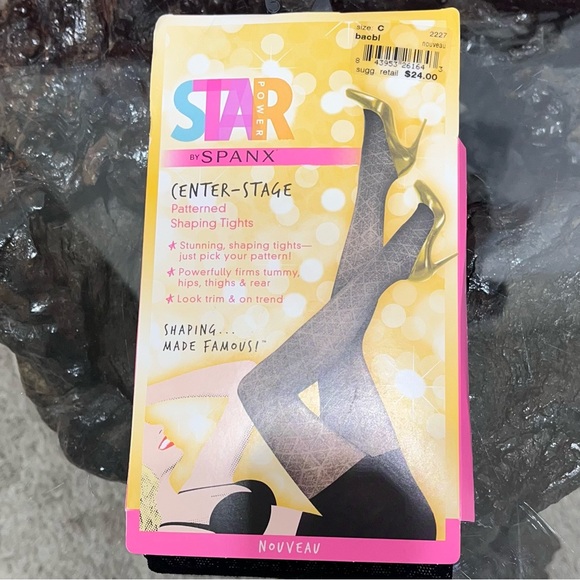 size: C
2227
bacbl
nouveau
8 43953 26164 3
sugg. retail $24.00
STAR
POWER
BY SPANX
CENTER-STAGE
Patterned
Shaping Tights
Stunning, shaping tights—
just pick your pattern!
Powerfully firms tummy,
hips, thighs & rear
Look trim & on trend
SHAPING...
MADE FAMOUS!™
NOUVEAU